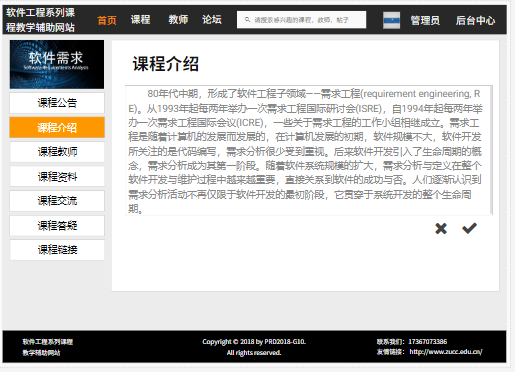 软件工程系列课
程教学辅助网站
首页 课程 教师 论坛 请搜索感兴趣的课程，教师，帖子 管理员 后台中心
软件需求
Software Requirements Analysis
课程公告
课程介绍
课程教师
课程资料
课程交流
课程答疑
课程链接
课程介绍
80年代中期，形成了软件工程子领域——需求工程(requirement engineering, R
E)。从1993年起每两年举办一次需求工程国际研讨会(ISRE)，自1994年起每两年举
办一次需求工程国际会议(ICRE)，一些关于需求工程的工作小组相继成立。需求工
程是随着计算机的发展而发展的，在计算机发展的初期，软件规模不大，软件开发
所关注的是代码编写，需求分析很少受到重视。后来软件开发引入了生命周期的概
念，需求分析成为其第一阶段。随着软件系统规模的扩大，需求分析与定义在整个
软件开发与维护过程中越来越重要，直接关系到软件的成功与否。人们逐渐认识到
需求分析活动不再仅限于软件开发的最初阶段，它贯穿于系统开发的整个生命周
期。
软件工程系列课程
教学辅助网站
Copyright © 2018 by PRD2018-G10.
All rights reserved.
联系我们：17367073386
友情链接： http://www.zucc.edu.cn/